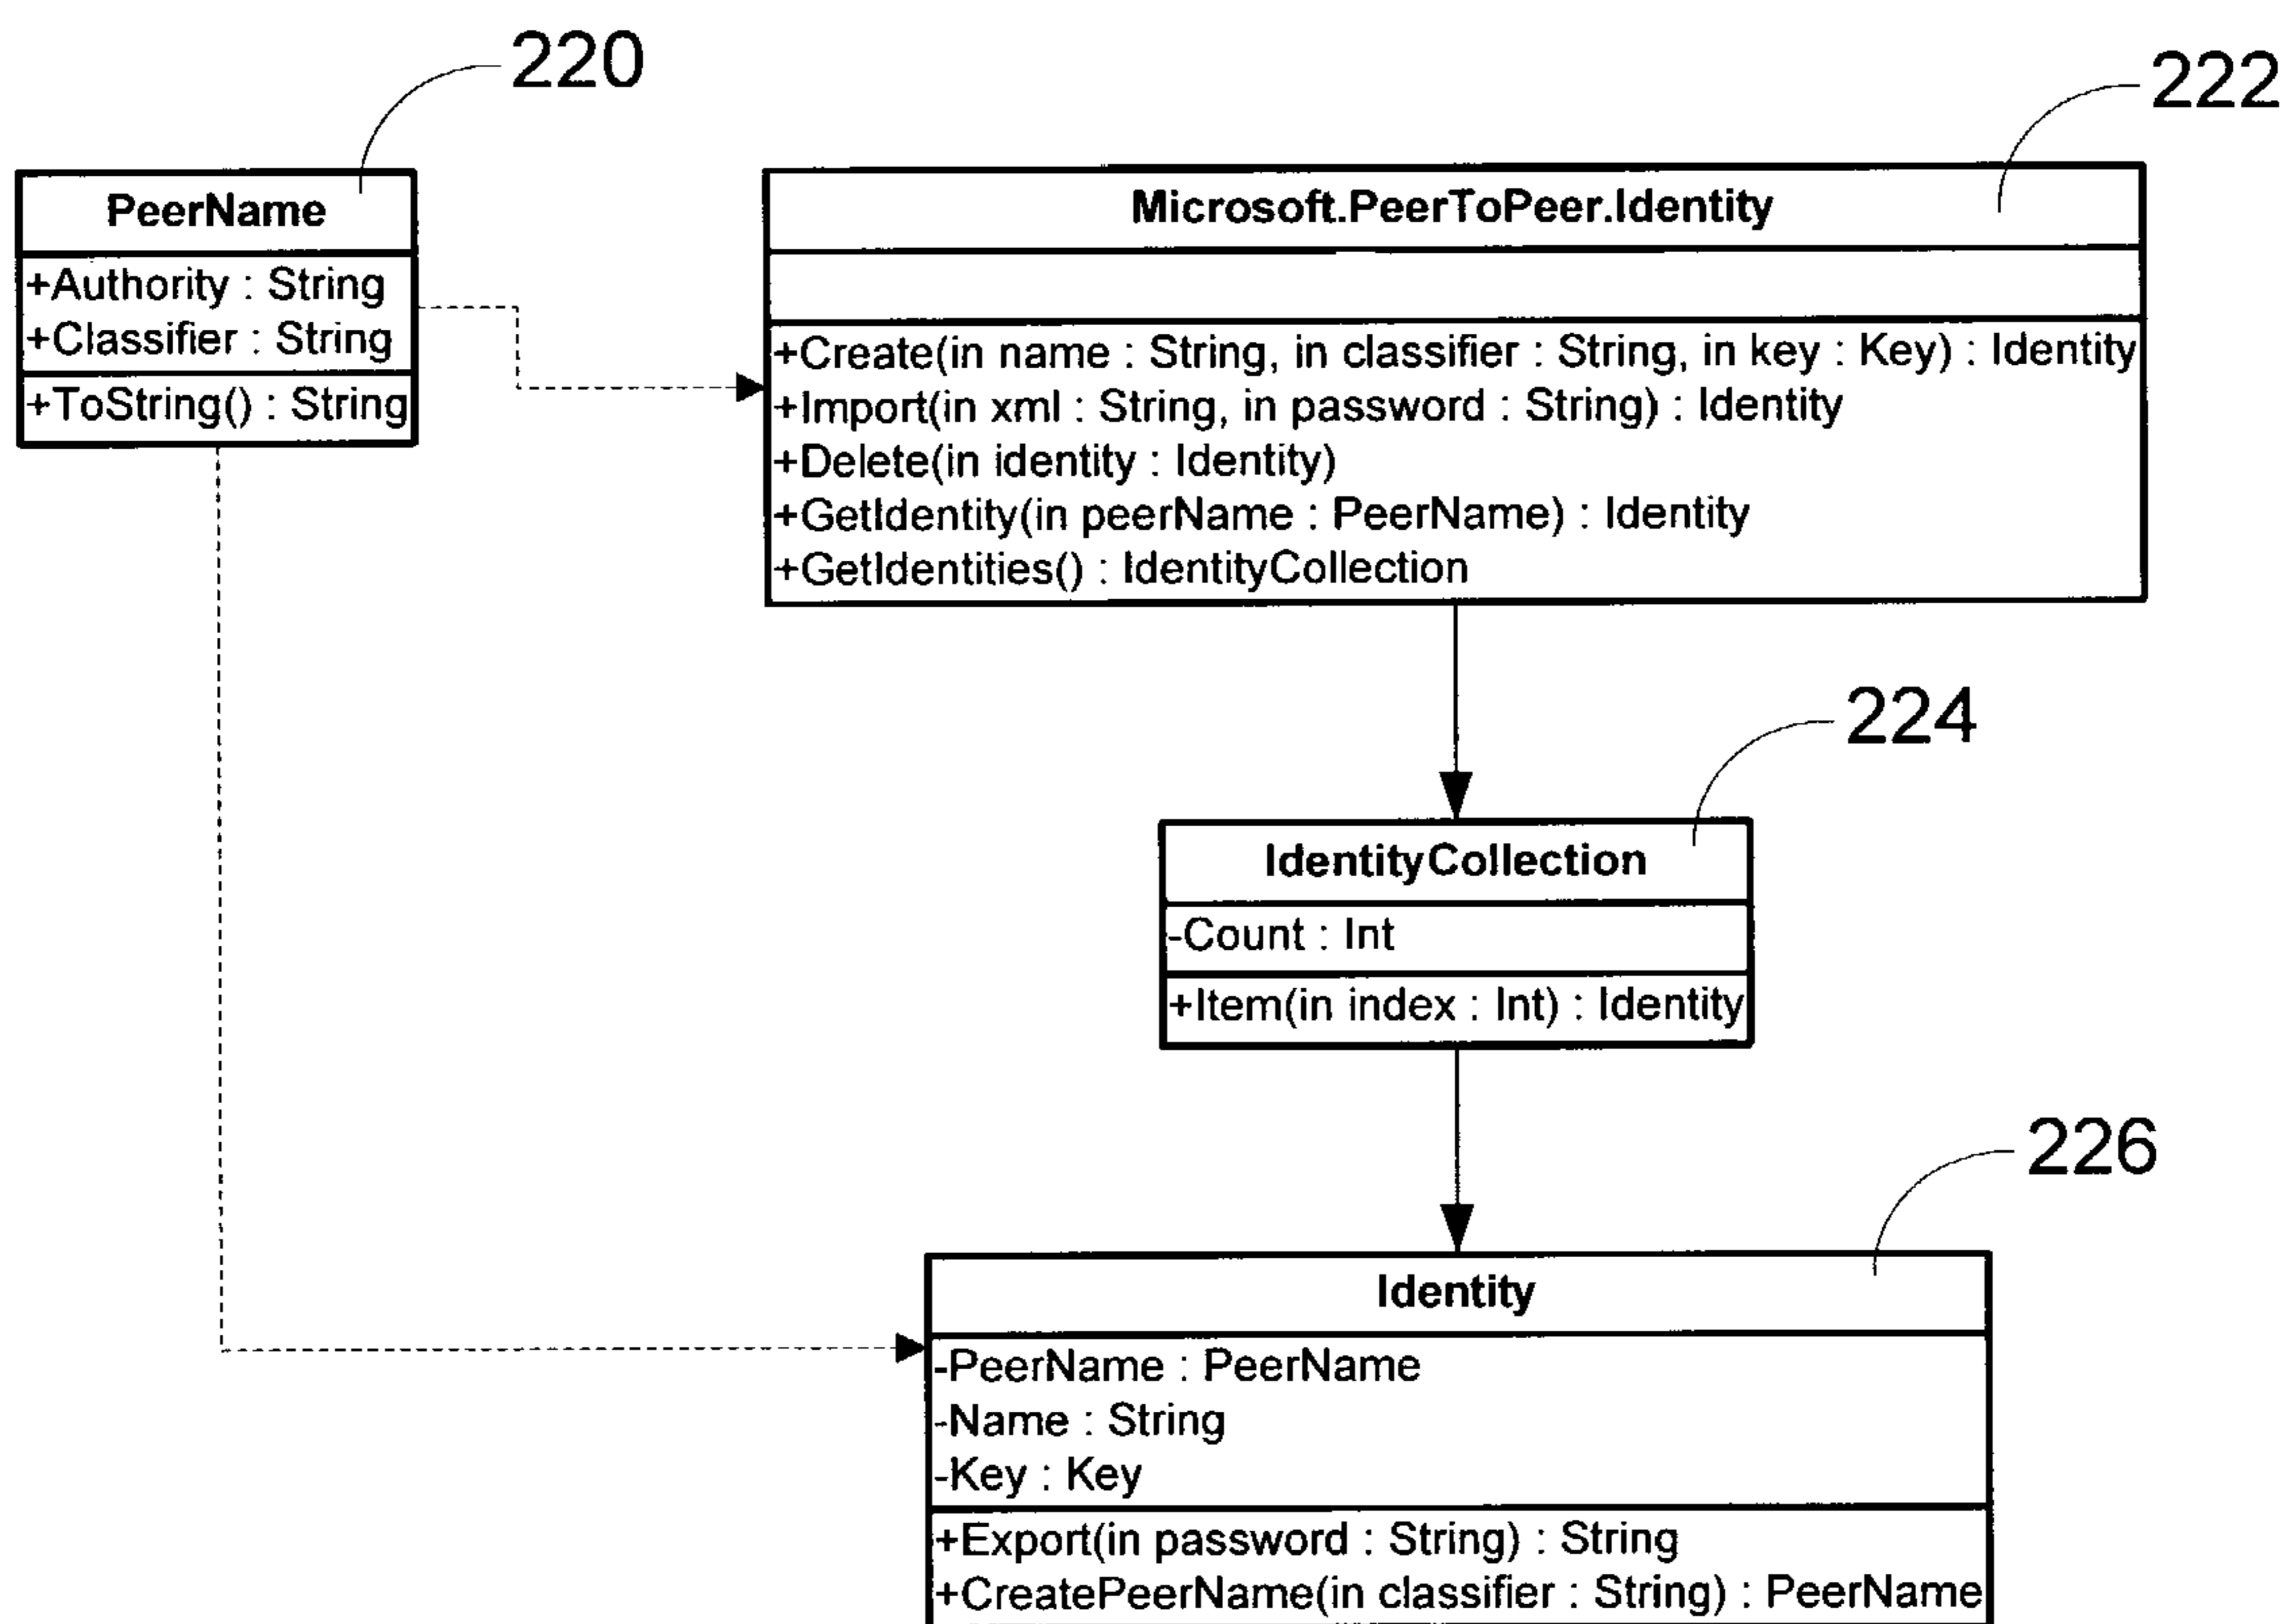 220
222
PeerName
+Authority : String
+Classifier : String
+ToString() : String
Microsoft.PeerToPeer.Identity
+Create(in name : String, in classifier : String, in key : Key) : Identity
+Import(in xml : String, in password : String) : Identity
+Delete(in identity : Identity)
+GetIdentity(in peerName : PeerName) : Identity
+GetIdentities() : IdentityCollection
224
IdentityCollection
-Count : Int
+Item(in index : Int) : Identity
226
Identity
-PeerName : PeerName
-Name : String
-Key : Key
+Export(in password : String) : String
+CreatePeerName(in classifier : String) : PeerName